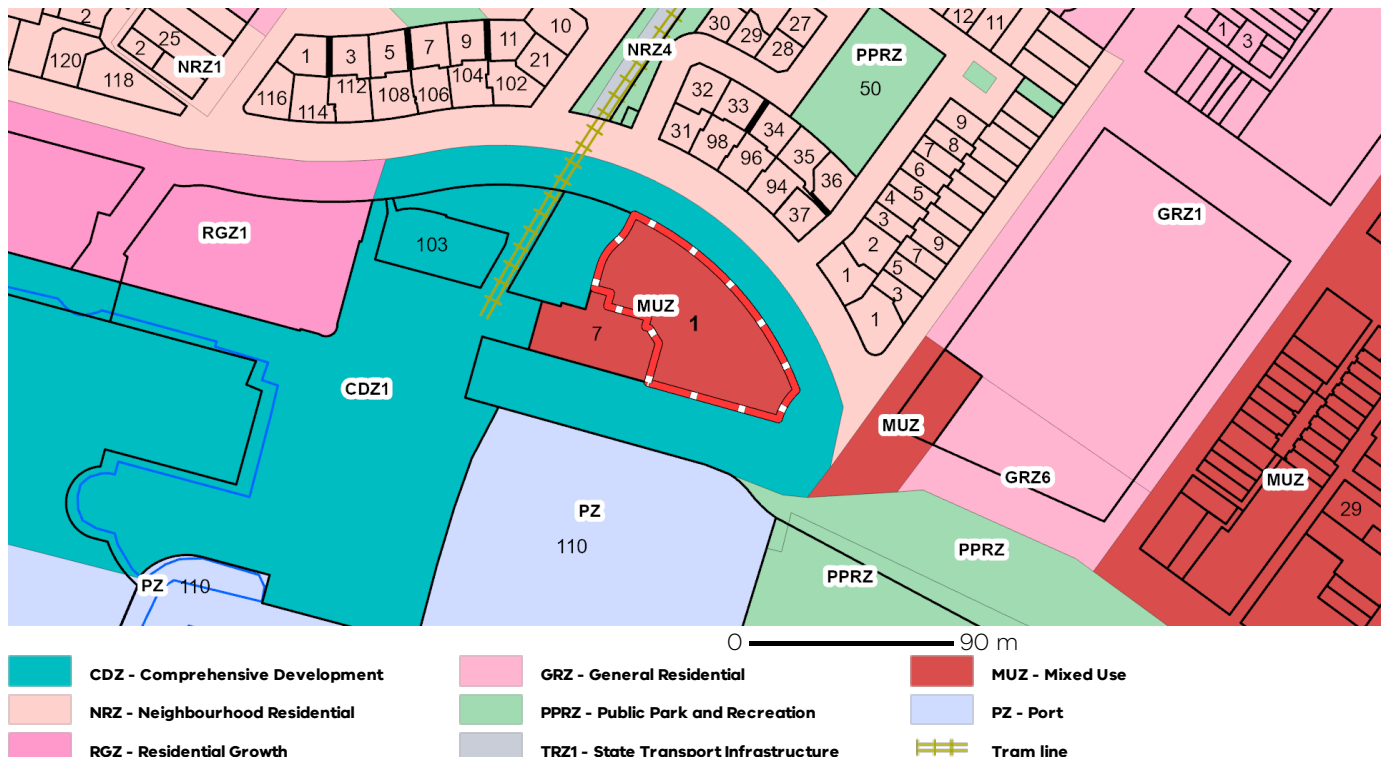 2
25
2
120
118
NRZ1
1
3
5
7
9
11
10
21
116
114
112
108
106
104
102
NRZ4
30
29
27
28
PPRZ
50
12
11
1
3
32
33
34
35
36
31
98
96
94
37
9
8
7
6
5
4
3
2
1
9
7
5
3
1
GRZ1
RGZ1
103
MUZ
1
7
CDZ1
MUZ
GRZ6
MUZ
29
PZ
110
PPRZ
PPRZ
PZ
110
0 90 m
CDZ - Comprehensive Development
GRZ - General Residential
MUZ - Mixed Use
NRZ - Neighbourhood Residential
PPRZ - Public Park and Recreation
PZ - Port
RGZ - Residential Growth
TRZ1 - State Transport Infrastructure
Tram line